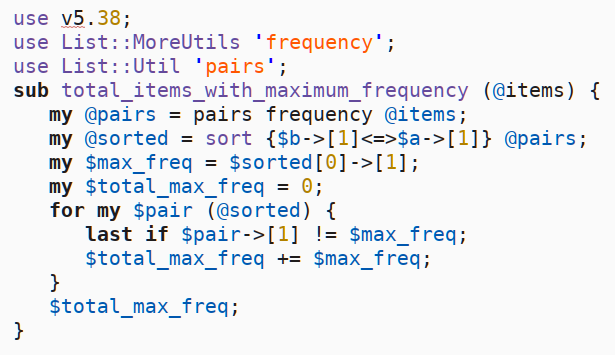 use v5.38;
use List::MoreUtils 'frequency';
use List::Util 'pairs';
sub total_items_with_maximum_frequency (@items) {
   my @pairs = pairs frequency @items;
   my @sorted = sort {$b->[1]<=>$a->[1]} @pairs;
   my $max_freq = $sorted[0]->[1];
   my $total_max_freq = 0;
   for my $pair (@sorted) {
      last if $pair->[1] != $max_freq;
      $total_max_freq += $max_freq;
   }
   $total_max_freq;
}